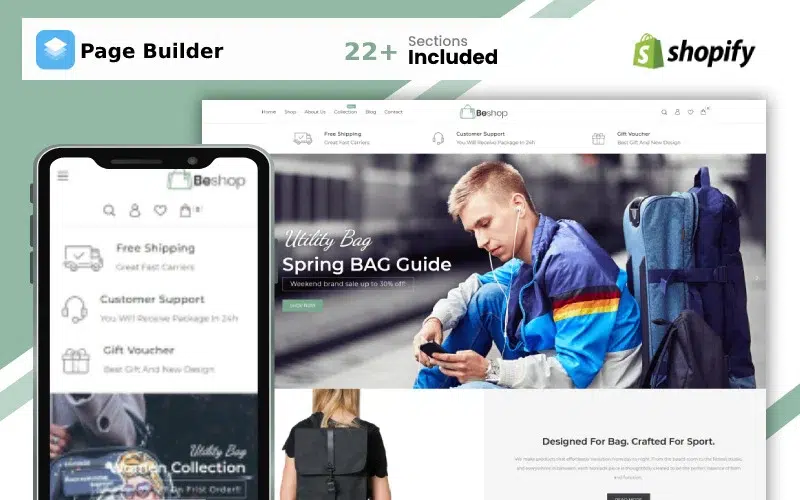 Page Builder
22+
Sections
Included
shopify
Home Shop About Us Collection Blog Contact
Beshop
Free Shipping
Great Fast Carriers
Customer Support
You Will Receive Package In 24h
Gift Voucher
Best Gift And New Design
Utility Bag
Spring BAG Guide
Weekend brand sale up to 30% off!
SHOP NOW
Designed For Bag. Crafted For Sport.
READ MORE
Beshop
Free Shipping
Great Fast Carriers
Customer Support
You Will Receive Package In 24h
Gift Voucher
Best Gift And New Design
Utility Bag
Women Collection
Off On Frist Order!!